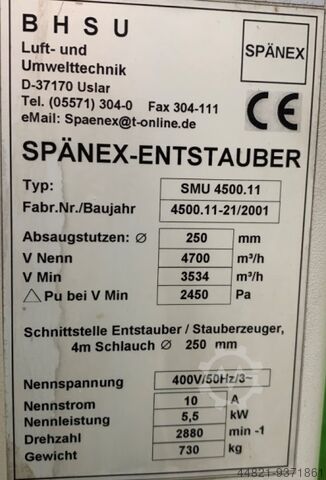 BHSU
SPÄNEX
Luft- und
Umwelttechnik
D-37170 Uslar
Tel. (05571) 304-0 Fax 304-111
eMail: Spaenex@t-online.de
CE
SPÄNEX-ENTSTAUBER
Typ: SMU 4500.11
Fabr.Nr./Baujahr 4500.11-21/2001
Absaugstutzen: Ø 250 mm
V Nenn 4700 m³/h
V Min 3534 m³/h
△ Pu bei V Min 2450 Pa
Schnittstelle Entstauber / Stauberzeuger,
4m Schlauch Ø 250 mm
Nennspannung 400V/50Hz/3~
Nennstrom 10 A
Nennleistung 5,5 kW
Drehzahl 2880 min -1
Gewicht 730 kg
44821-9371861